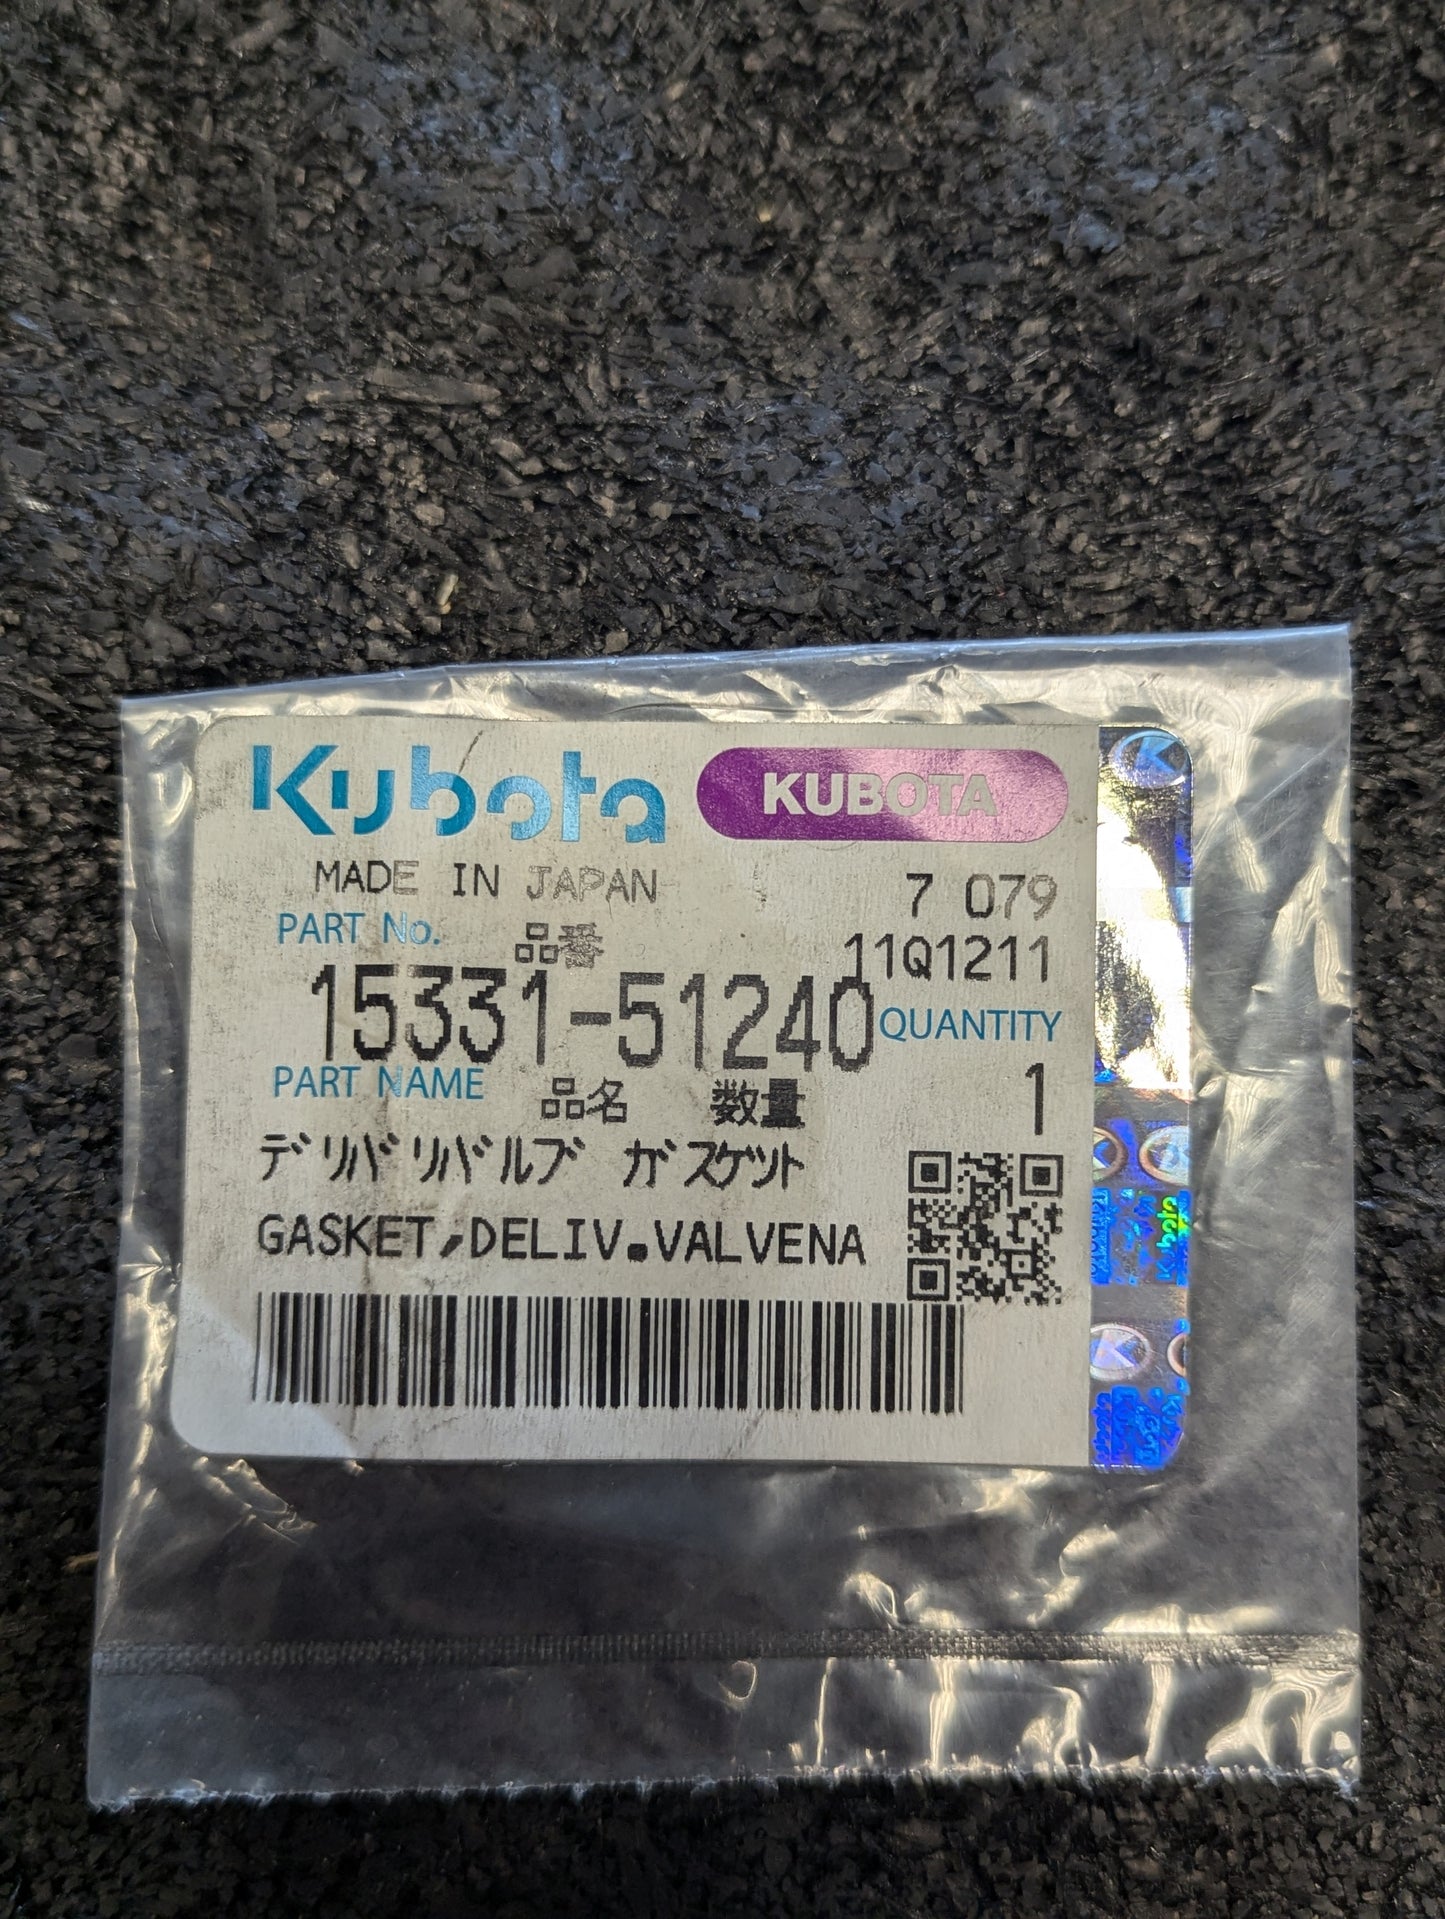 Kubota KUBOTA
MADE IN JAPAN 7 079
PART No. 品番 11Q1211
15331-51240 QUANTITY
PART NAME 品名 数量 1
デリバリバルブ ガスケット
GASKET,DELIV.VALVENA